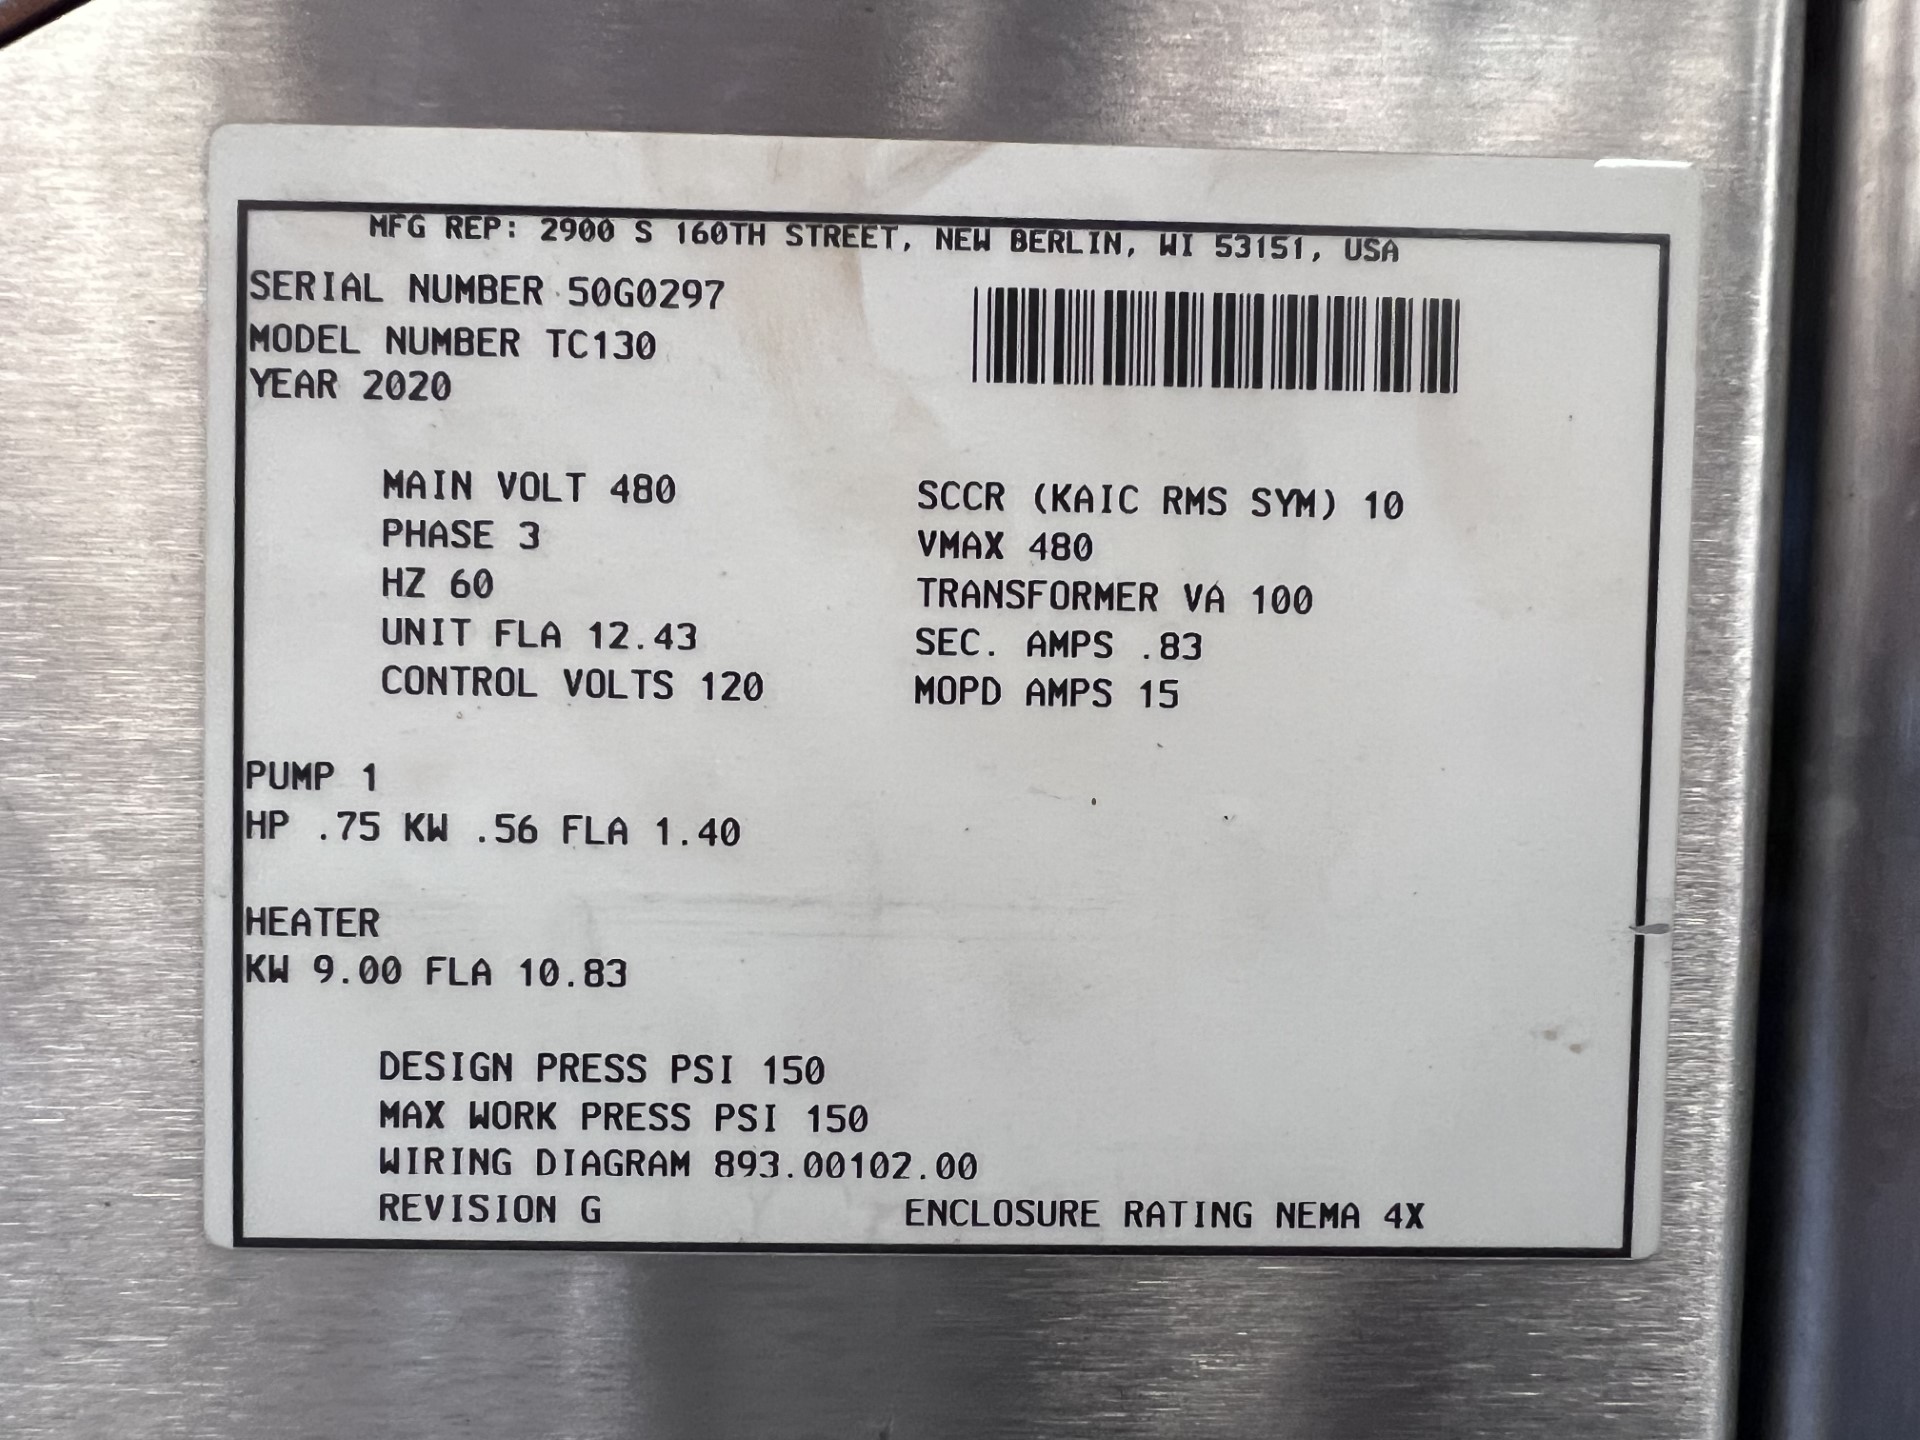 MFG REP: 2900 S 160TH STREET, NEW BERLIN, WI 53151, USA
SERIAL NUMBER 50G0297
MODEL NUMBER TC130
YEAR 2020
MAIN VOLT 480
PHASE 3
HZ 60
UNIT FLA 12.43
CONTROL VOLTS 120
SCCR (KAIC RMS SYM) 10
VMAX 480
TRANSFORMER VA 100
SEC. AMPS .83
MOPD AMPS 15
PUMP 1
HP .75 KW .56 FLA 1.40
HEATER
KW 9.00 FLA 10.83
DESIGN PRESS PSI 150
MAX WORK PRESS PSI 150
WIRING DIAGRAM 893.00102.00
REVISION G
ENCLOSURE RATING NEMA 4X